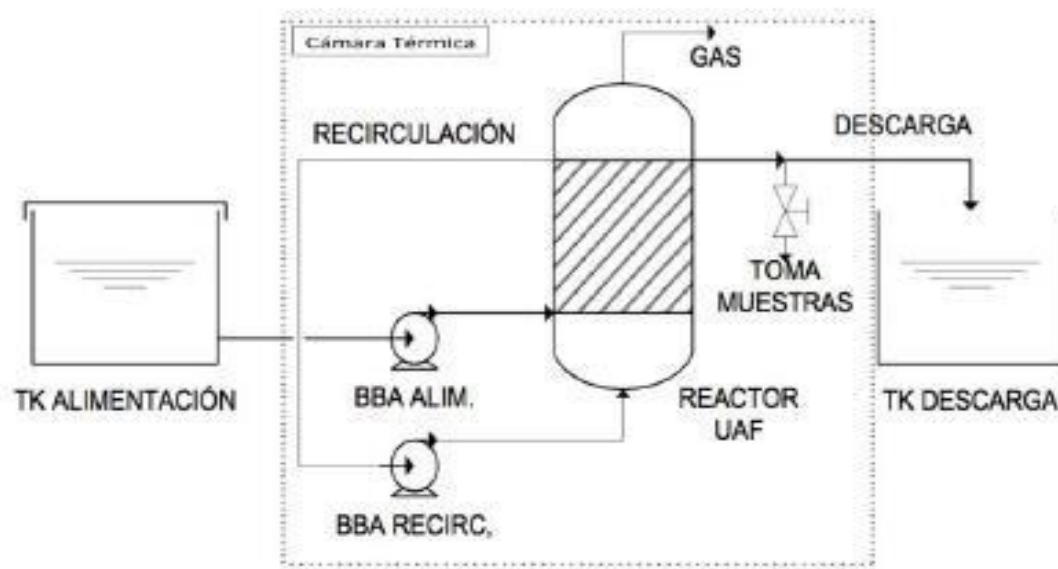 Cámara Térmica
GAS
RECIRCULACIÓN
DESCARGA
TOMA
MUESTRAS
TK ALIMENTACIÓN
BBA ALIM.
REACTOR
UAF
TK DESCARGA
BBA RECIRC,